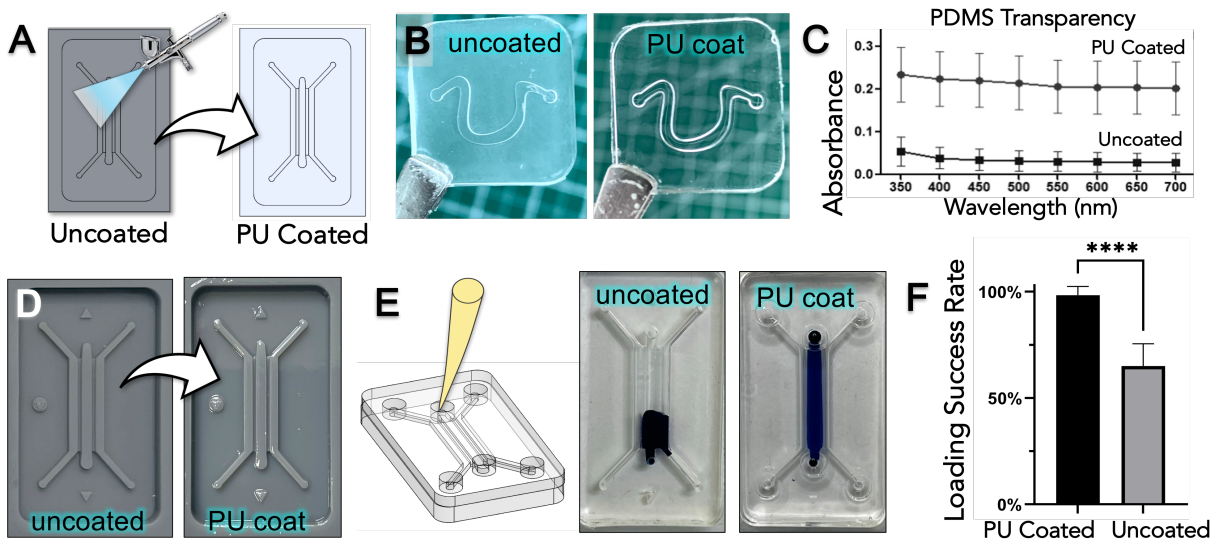 A
Uncoated
PU Coated
B
uncoated
PU coat
C
PDMS Transparency
Absorbance
0.3
0.2
0.1
0.0
PU Coated
Uncoated
350 400 450 500 550 600 650 700
Wavelength (nm)
D
uncoated
PU coat
E
uncoated
PU coat
F
Loading Success Rate
****
100%
50%
0%
PU Coated Uncoated